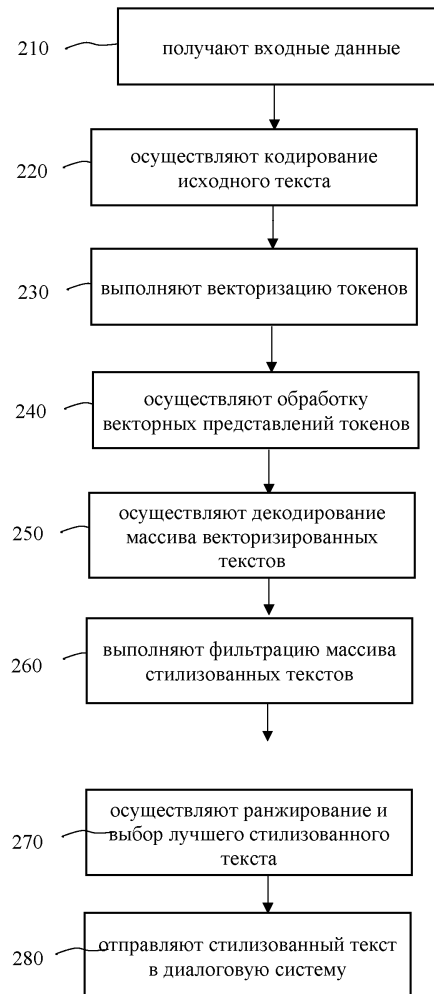 210
получают входные данные
220
осуществляют кодирование
исходного текста
230
выполняют векторизацию токенов
240
осуществляют обработку
векторных представлений токенов
250
осуществляют декодирование
массива векторизированных
текстов
260
выполняют фильтрацию массива
стилизованных текстов
270
осуществляют ранжирование и
выбор лучшего стилизованного
текста
280
отправляют стилизованный текст
в диалоговую систему